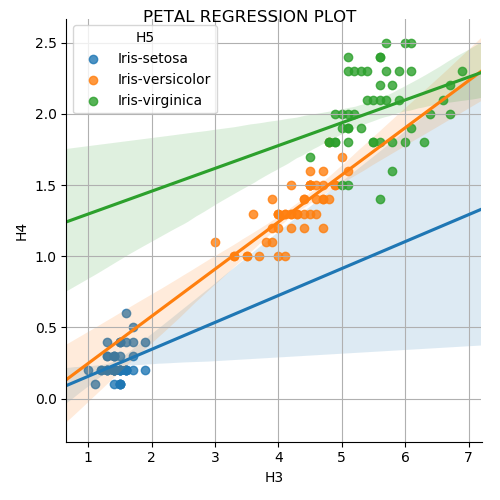 PETAL REGRESSION PLOT
H5
Iris-setosa
Iris-versicolor
Iris-virginica
2.5
2.0
1.5
1.0
0.5
0.0
H4
1 2 3 4 5 6 7
H3